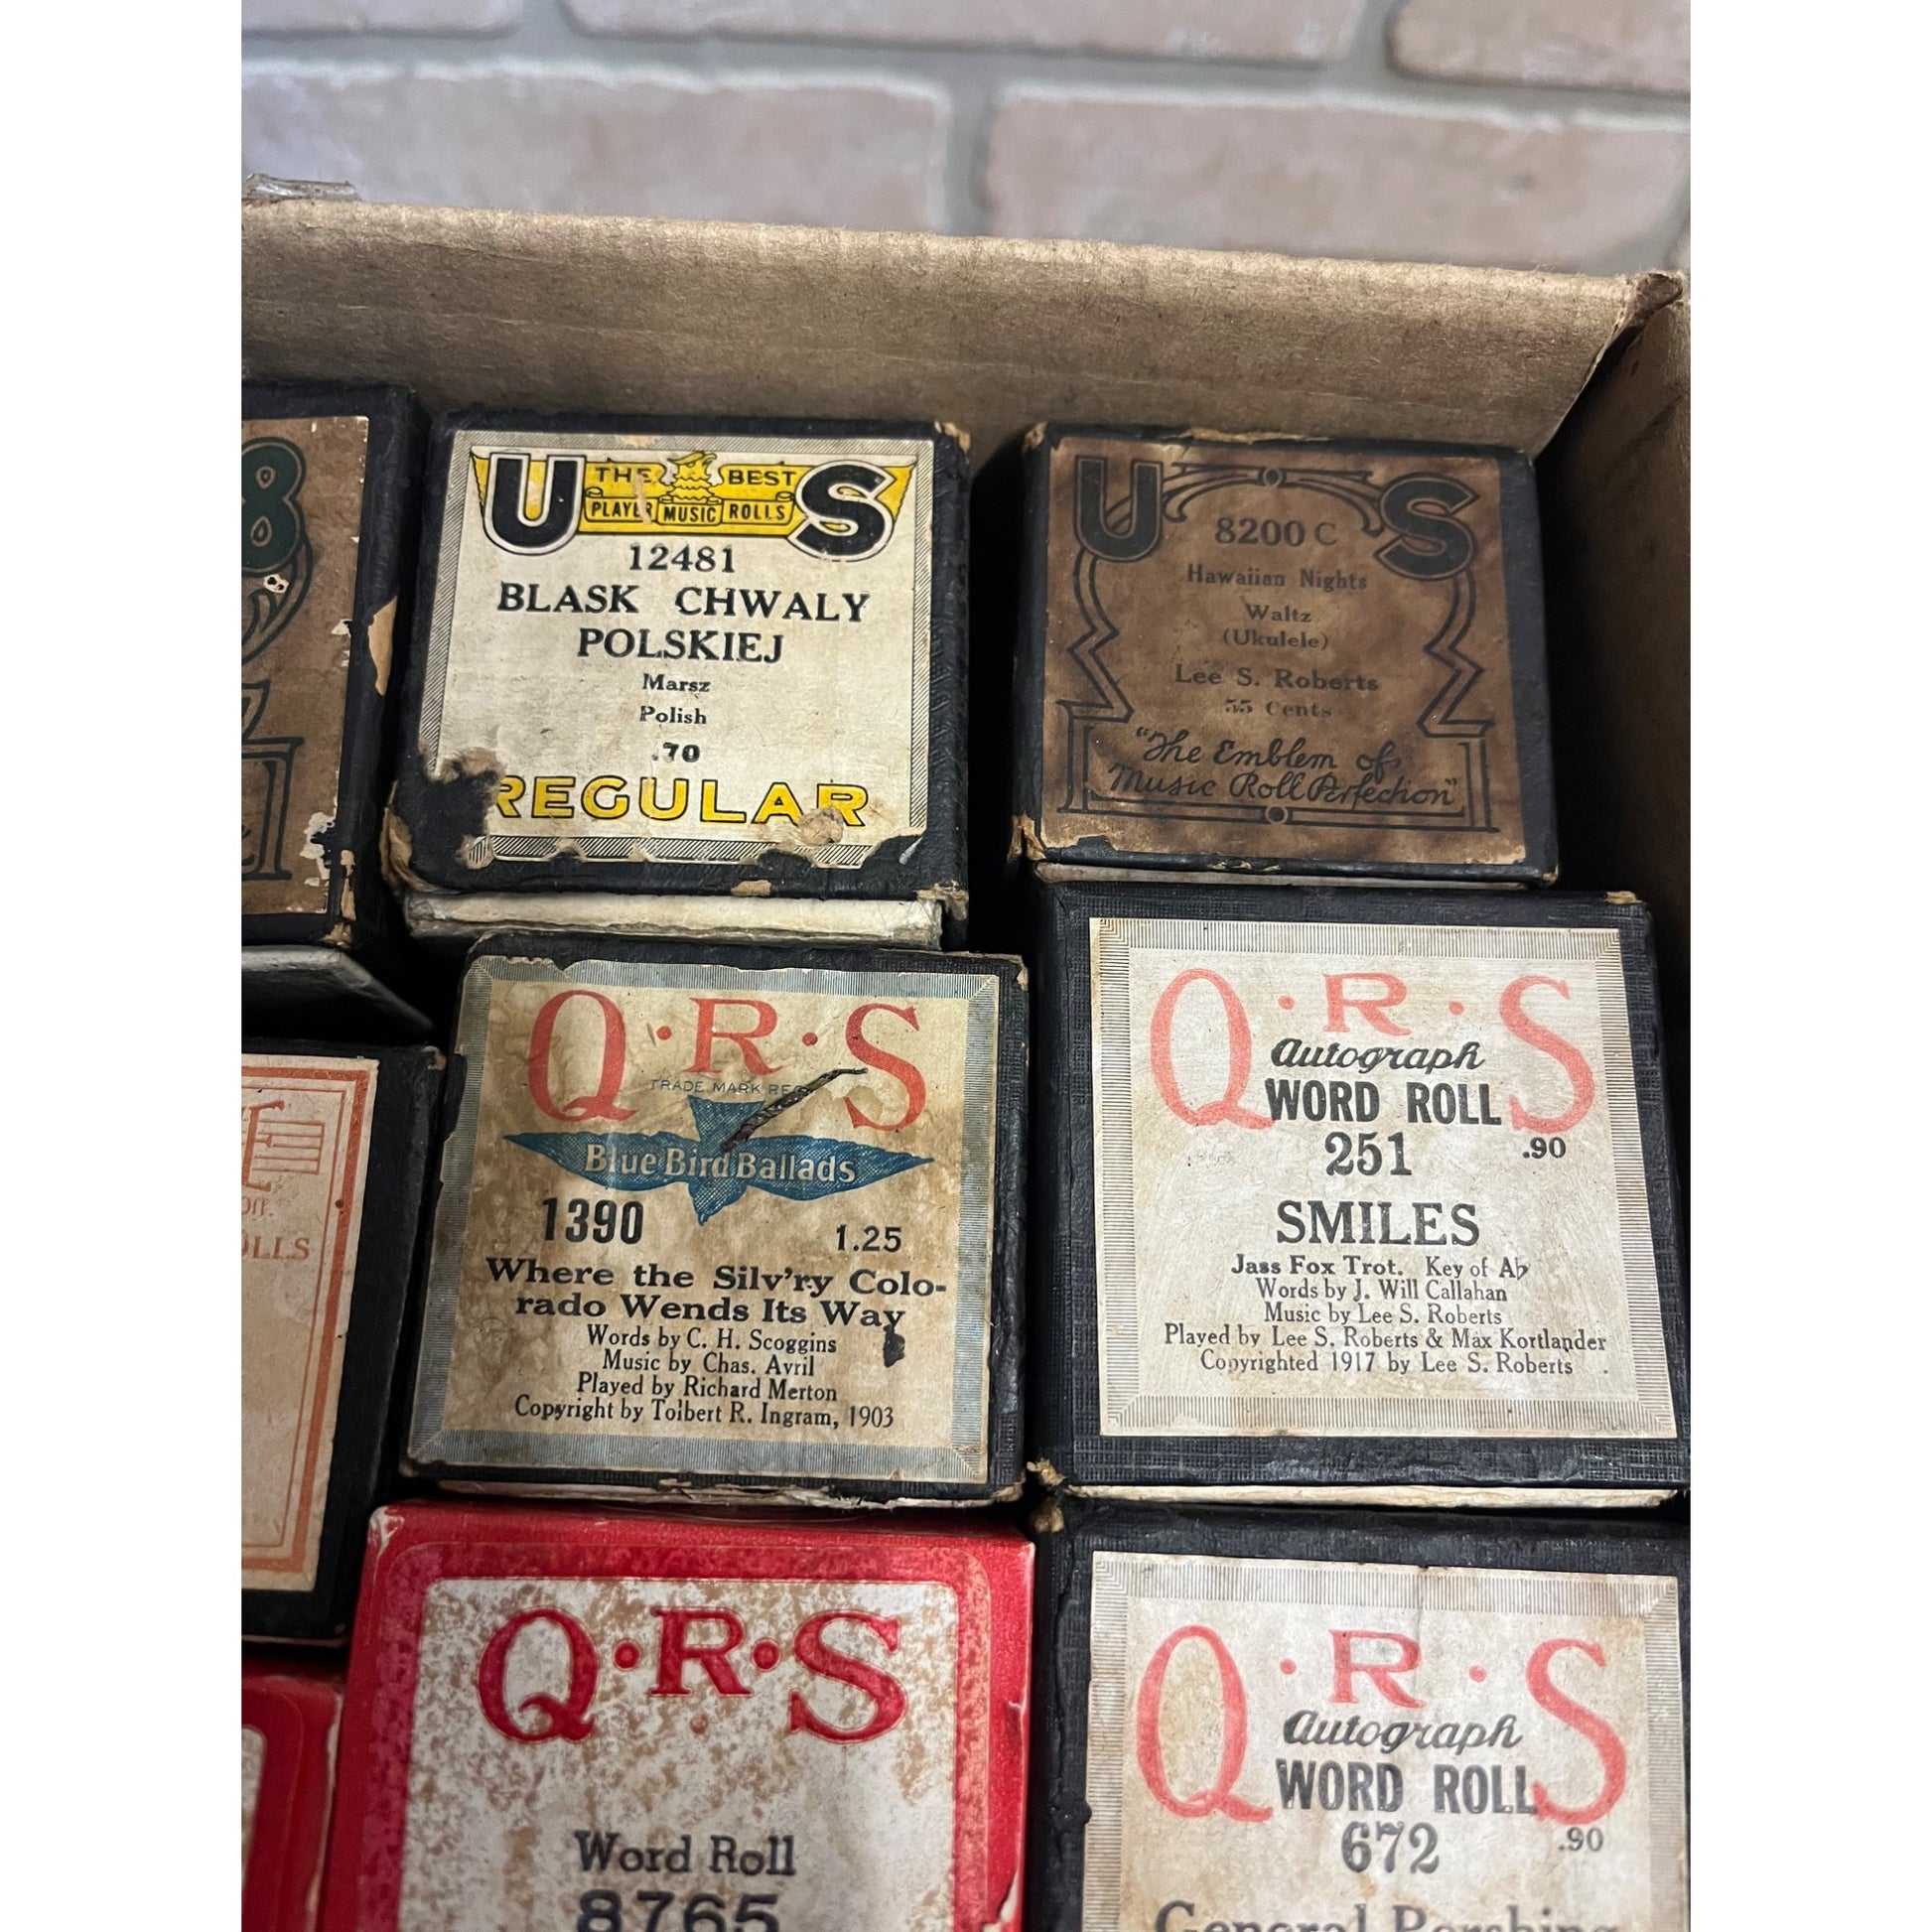 8
U THE BEST S
PLAYER MUSIC ROLLS
12481
BLASK CHWALY
POLSKIEJ
Marsz
Polish
.70
REGULAR
U S
8200 C
Hawaiian Nights
Waltz
(Ukulele)
Lee S. Roberts
55 Cents
"The Emblem of
Music Roll Perfection"
Q·R·S
TRADE MARK REG
Blue Bird Ballads
1390 1.25
Where the Silv'ry Colo-
rado Wends Its Way
Words by C. H. Scoggins
Music by Chas. Avril
Played by Richard Merton
Copyright by Tolbert R. Ingram, 1903
Q·R·S
Autograph
WORD ROLL
251 .90
SMILES
Jass Fox Trot. Key of A♭
Words by J. Will Callahan
Music by Lee S. Roberts
Played by Lee S. Roberts & Max Kortlander
Copyrighted 1917 by Lee S. Roberts
Q·R·S
Word Roll
8765
Q·R·S
Autograph
WORD ROLL
672 .90
General Pershing